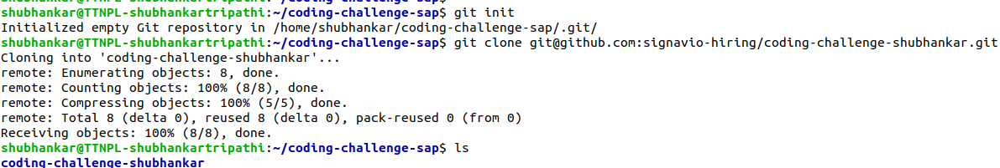 shubhankar@TTNPL-shubhankartripathi:~/coding-challenge-sap$ git init
Initialized empty Git repository in /home/shubhankar/coding-challenge-sap/.git/
shubhankar@TTNPL-shubhankartripathi:~/coding-challenge-sap$ git clone git@github.com:signavio-hiring/coding-challenge-shubhankar.git
Cloning into 'coding-challenge-shubhankar'...
remote: Enumerating objects: 8, done.
remote: Counting objects: 100% (8/8), done.
remote: Compressing objects: 100% (5/5), done.
remote: Total 8 (delta 0), reused 8 (delta 0), pack-reused 0 (from 0)
Receiving objects: 100% (8/8), done.
shubhankar@TTNPL-shubhankartripathi:~/coding-challenge-sap$ ls
coding-challenge-shubhankar